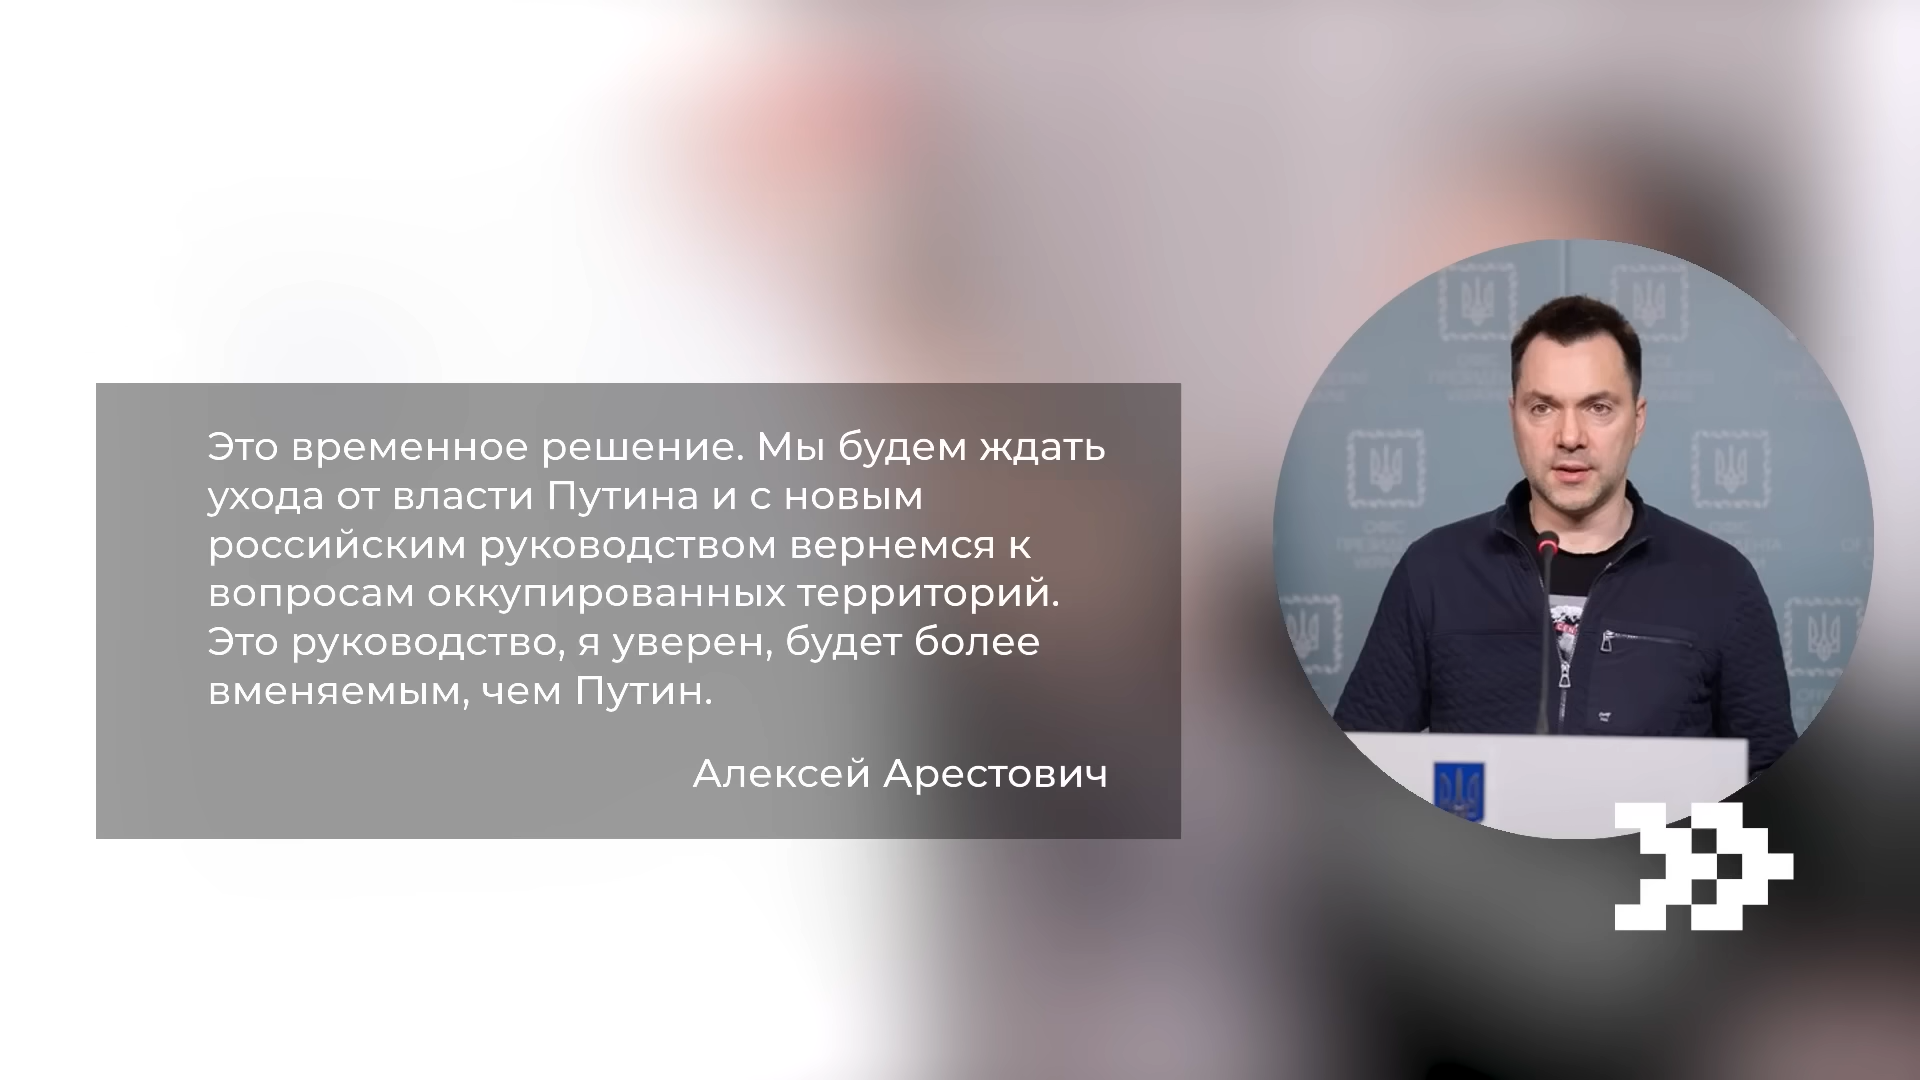 Это временное решение. Мы будем ждать
ухода от власти Путина и с новым
российским руководством вернемся к
вопросам оккупированных территорий.
Это руководство, я уверен, будет более
вменяемым, чем Путин.
Алексей Арестович